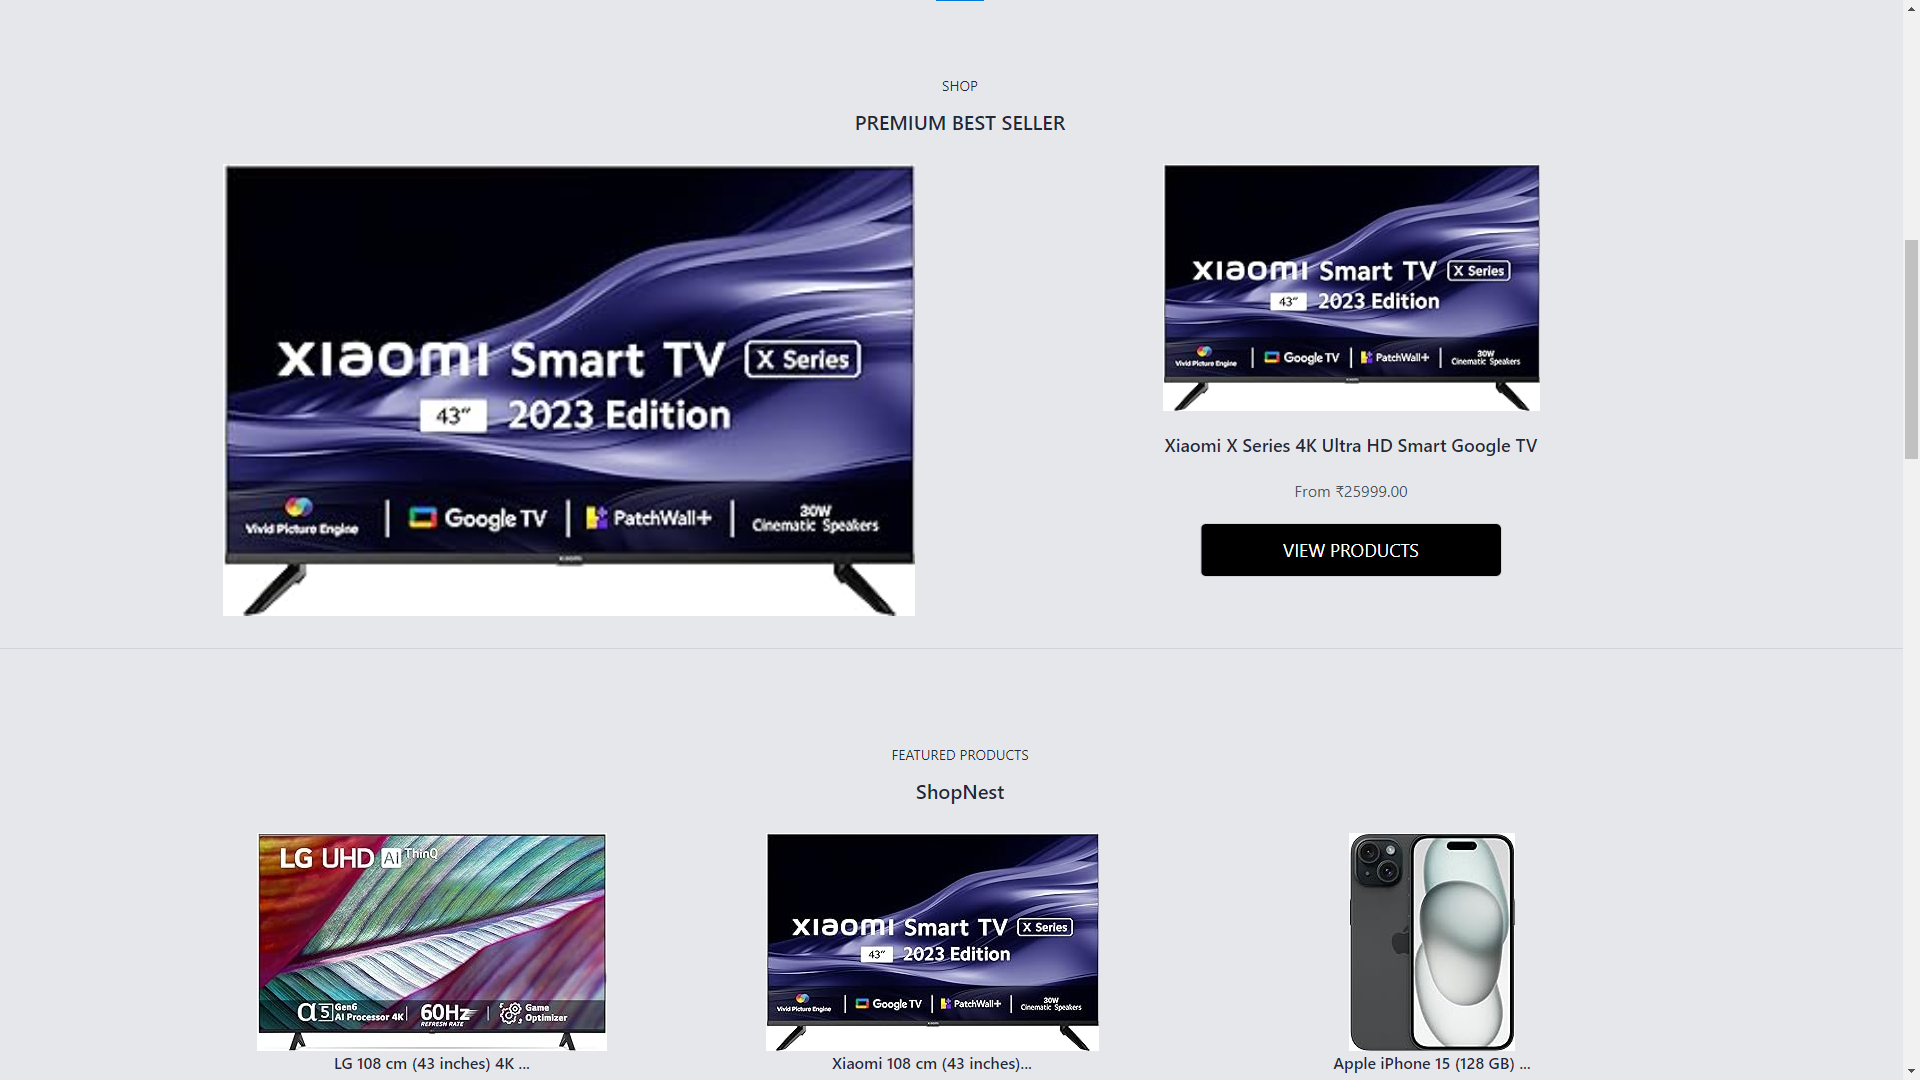 SHOP
PREMIUM BEST SELLER
xiaomi Smart TV X Series
43" 2023 Edition
Vivid Picture Engine | Google TV | PatchWall+ | 30W Cinematic Speakers
xiaomi Smart TV X Series
43" 2023 Edition
Vivid Picture Engine | Google TV | PatchWall+ | 30W Cinematic Speakers
Xiaomi X Series 4K Ultra HD Smart Google TV
From ₹25999.00
VIEW PRODUCTS
FEATURED PRODUCTS
ShopNest
LG UHD AI ThinQ
α5 Gen6 AI Processor 4K | 60Hz REFRESH RATE | Game Optimizer
LG 108 cm (43 inches) 4K ...
xiaomi Smart TV X Series
43" 2023 Edition
Vivid Picture Engine | Google TV | PatchWall+ | 30W Cinematic Speakers
Xiaomi 108 cm (43 inches)...
Apple iPhone 15 (128 GB) ...